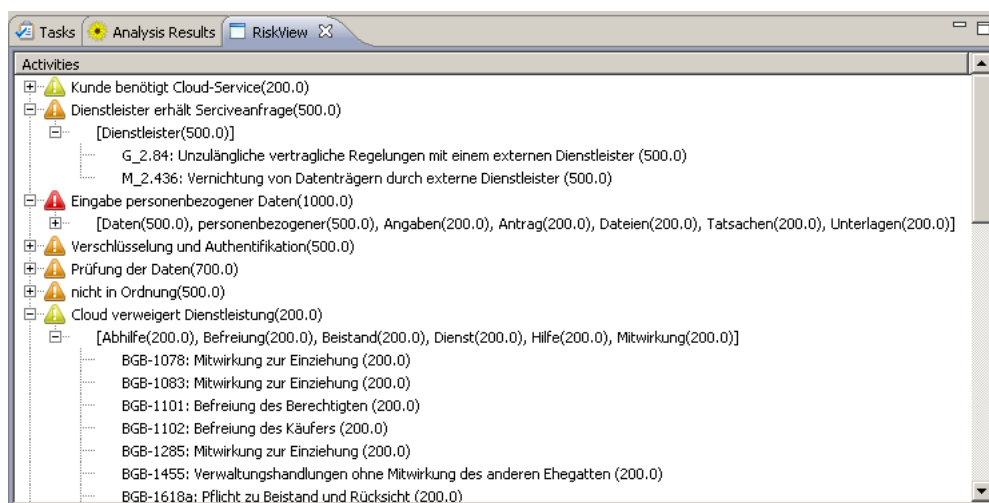 Tasks Analysis Results RiskView
Activities
Kunde benötigt Cloud-Service(200.0)
Dienstleister erhält Serciveanfrage(500.0)
[Dienstleister(500.0)]
G_2.84: Unzulängliche vertragliche Regelungen mit einem externen Dienstleister (500.0)
M_2.436: Vernichtung von Datenträgern durch externe Dienstleister (500.0)
Eingabe personenbezogener Daten(1000.0)
[Daten(500.0), personenbezogener(500.0), Angaben(200.0), Antrag(200.0), Dateien(200.0), Tatsachen(200.0), Unterlagen(200.0)]
Verschlüsselung und Authentifikation(500.0)
Prüfung der Daten(700.0)
nicht in Ordnung(500.0)
Cloud verweigert Dienstleistung(200.0)
[Abhilfe(200.0), Befreiung(200.0), Beistand(200.0), Dienst(200.0), Hilfe(200.0), Mitwirkung(200.0)]
BGB-1078: Mitwirkung zur Einziehung (200.0)
BGB-1083: Mitwirkung zur Einziehung (200.0)
BGB-1101: Befreiung des Berechtigten (200.0)
BGB-1102: Befreiung des Käufers (200.0)
BGB-1285: Mitwirkung zur Einziehung (200.0)
BGB-1455: Verwaltungshandlungen ohne Mitwirkung des anderen Ehegatten (200.0)
BGB-1618a: Pflicht zu Beistand und Rücksicht (200.0)